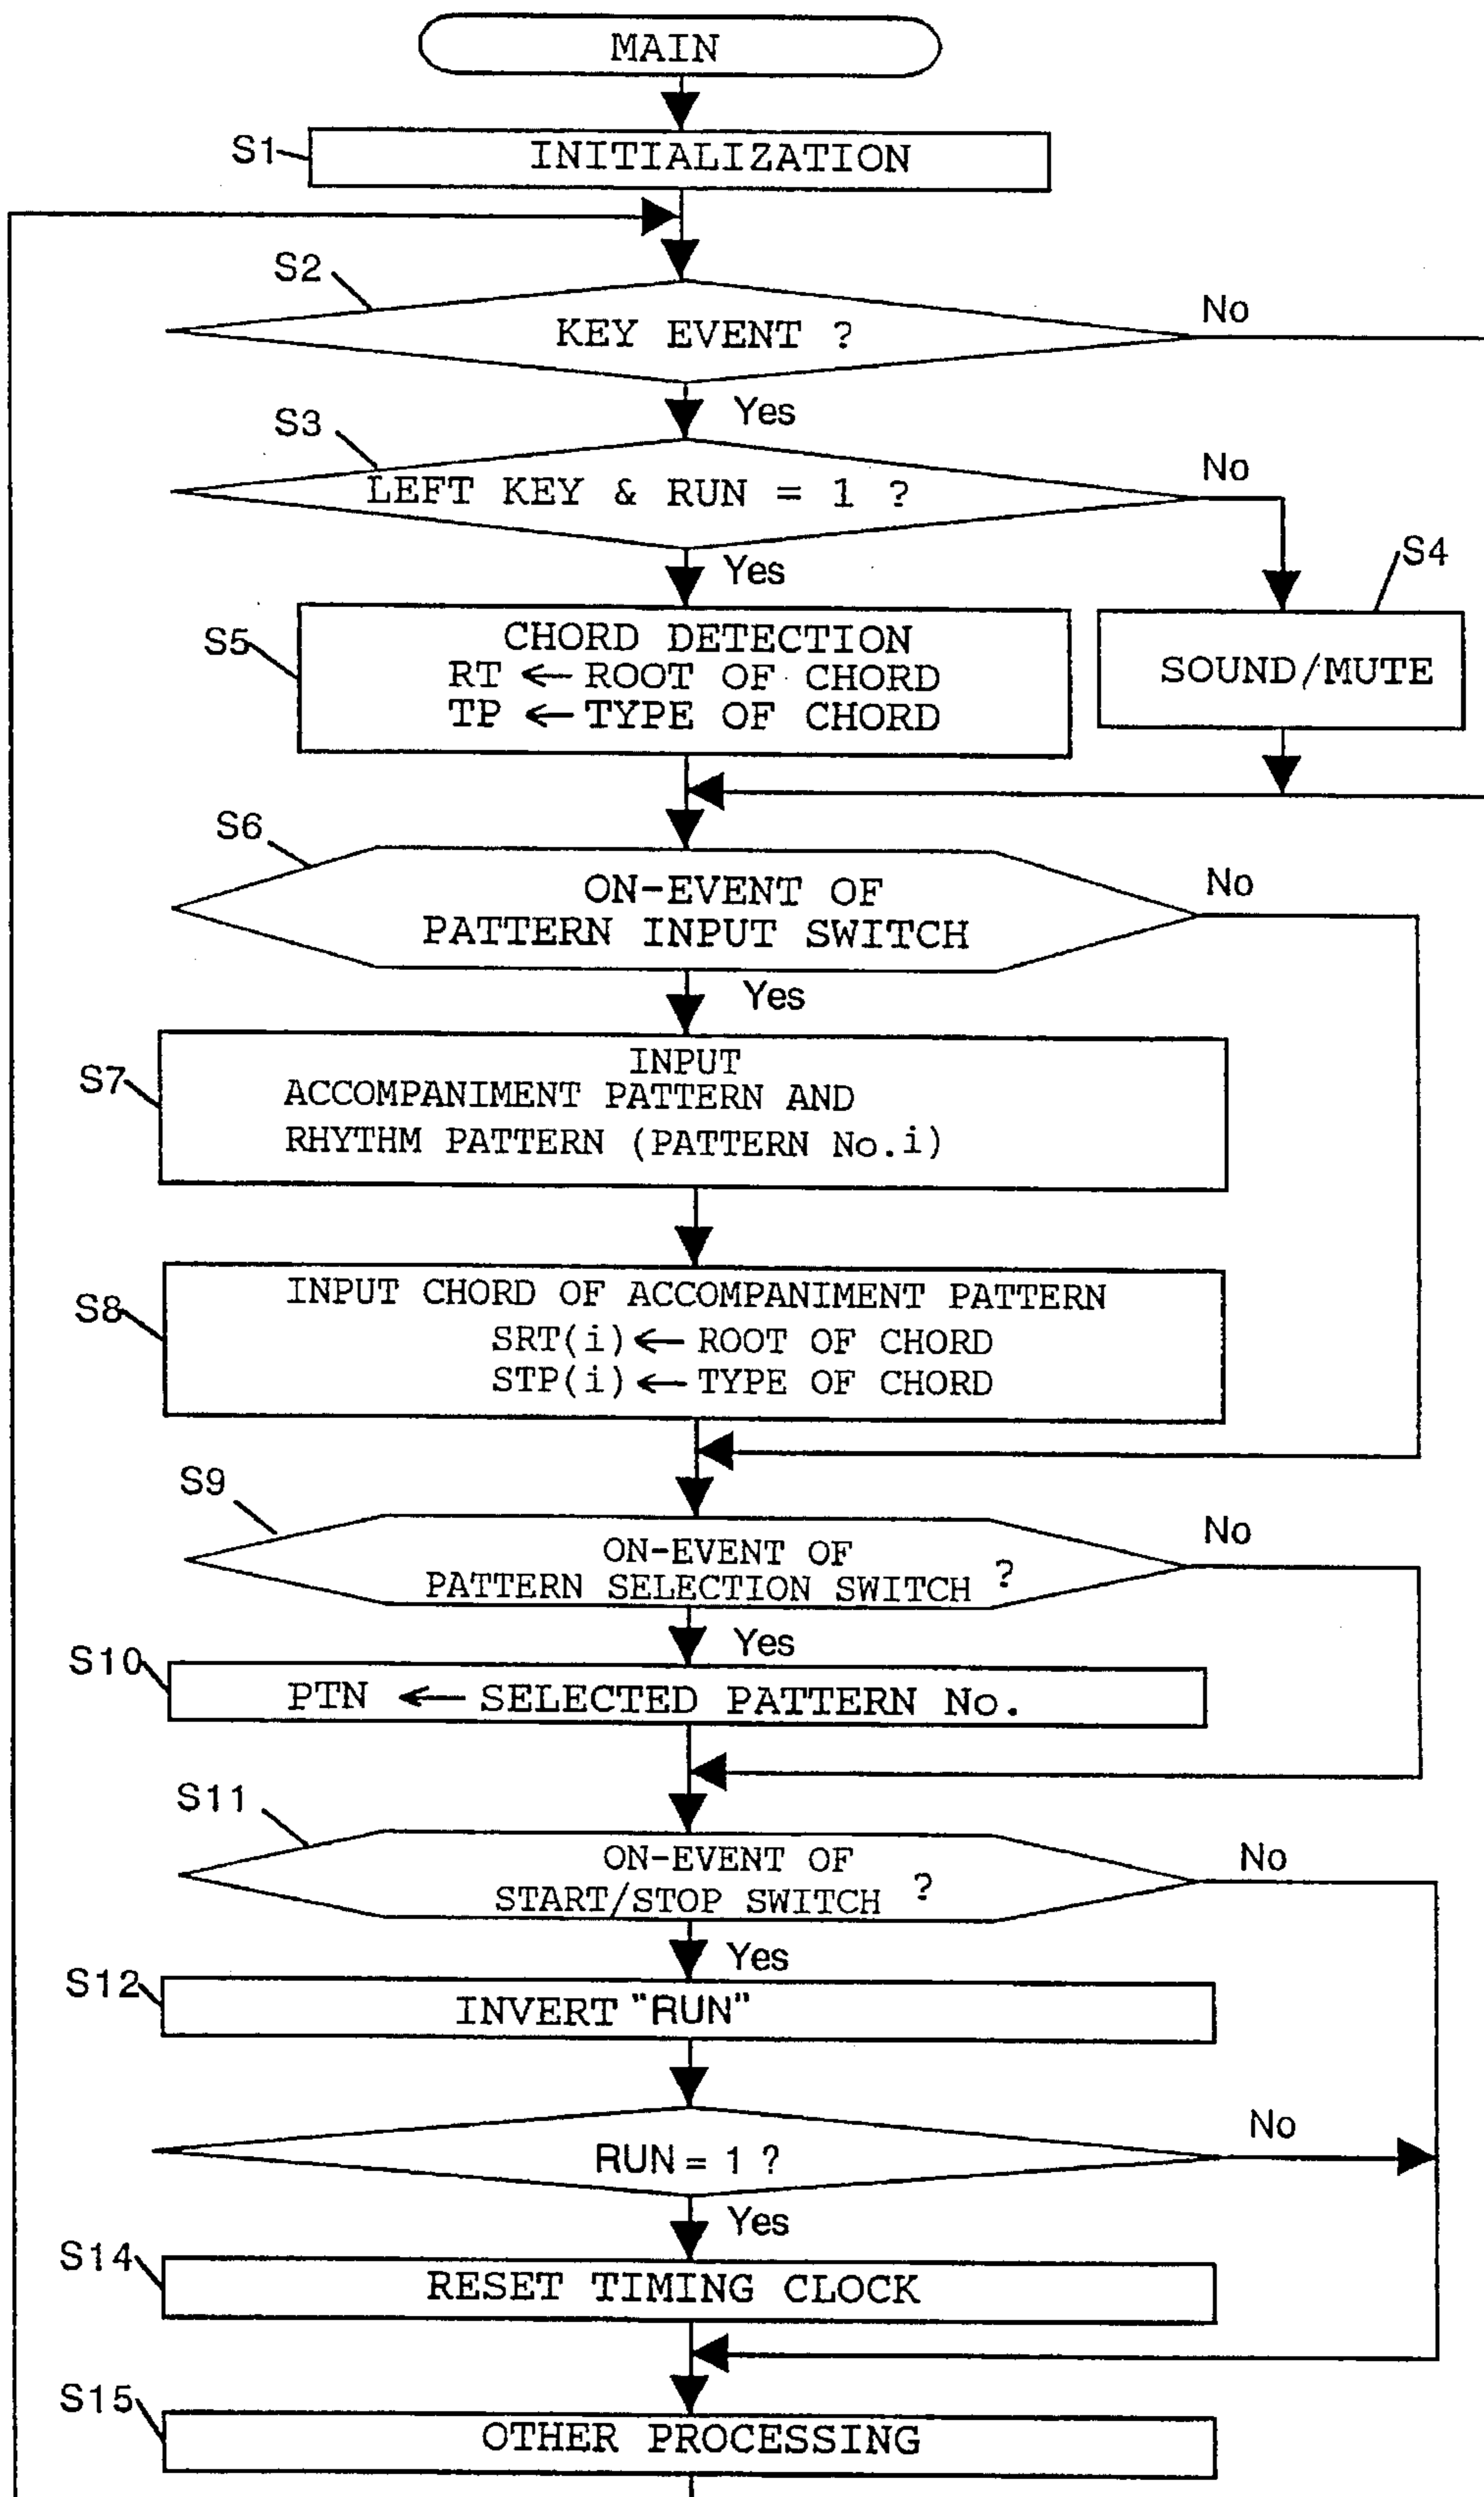 MAIN
S1
INITIALIZATION
S2
KEY EVENT ?
No
Yes
S3
LEFT KEY & RUN = 1 ?
No
Yes
S4
SOUND/MUTE
S5
CHORD DETECTION
RT ← ROOT OF CHORD
TP ← TYPE OF CHORD
S6
ON-EVENT OF
PATTERN INPUT SWITCH
No
Yes
S7
INPUT
ACCOMPANIMENT PATTERN AND
RHYTHM PATTERN (PATTERN No.i)
S8
INPUT CHORD OF ACCOMPANIMENT PATTERN
SRT(i) ← ROOT OF CHORD
STP(i) ← TYPE OF CHORD
S9
ON-EVENT OF
PATTERN SELECTION SWITCH ?
No
Yes
S10
PTN ← SELECTED PATTERN No.
S11
ON-EVENT OF
START/STOP SWITCH ?
No
Yes
S12
INVERT "RUN"
RUN = 1 ?
No
Yes
S14
RESET TIMING CLOCK
S15
OTHER PROCESSING